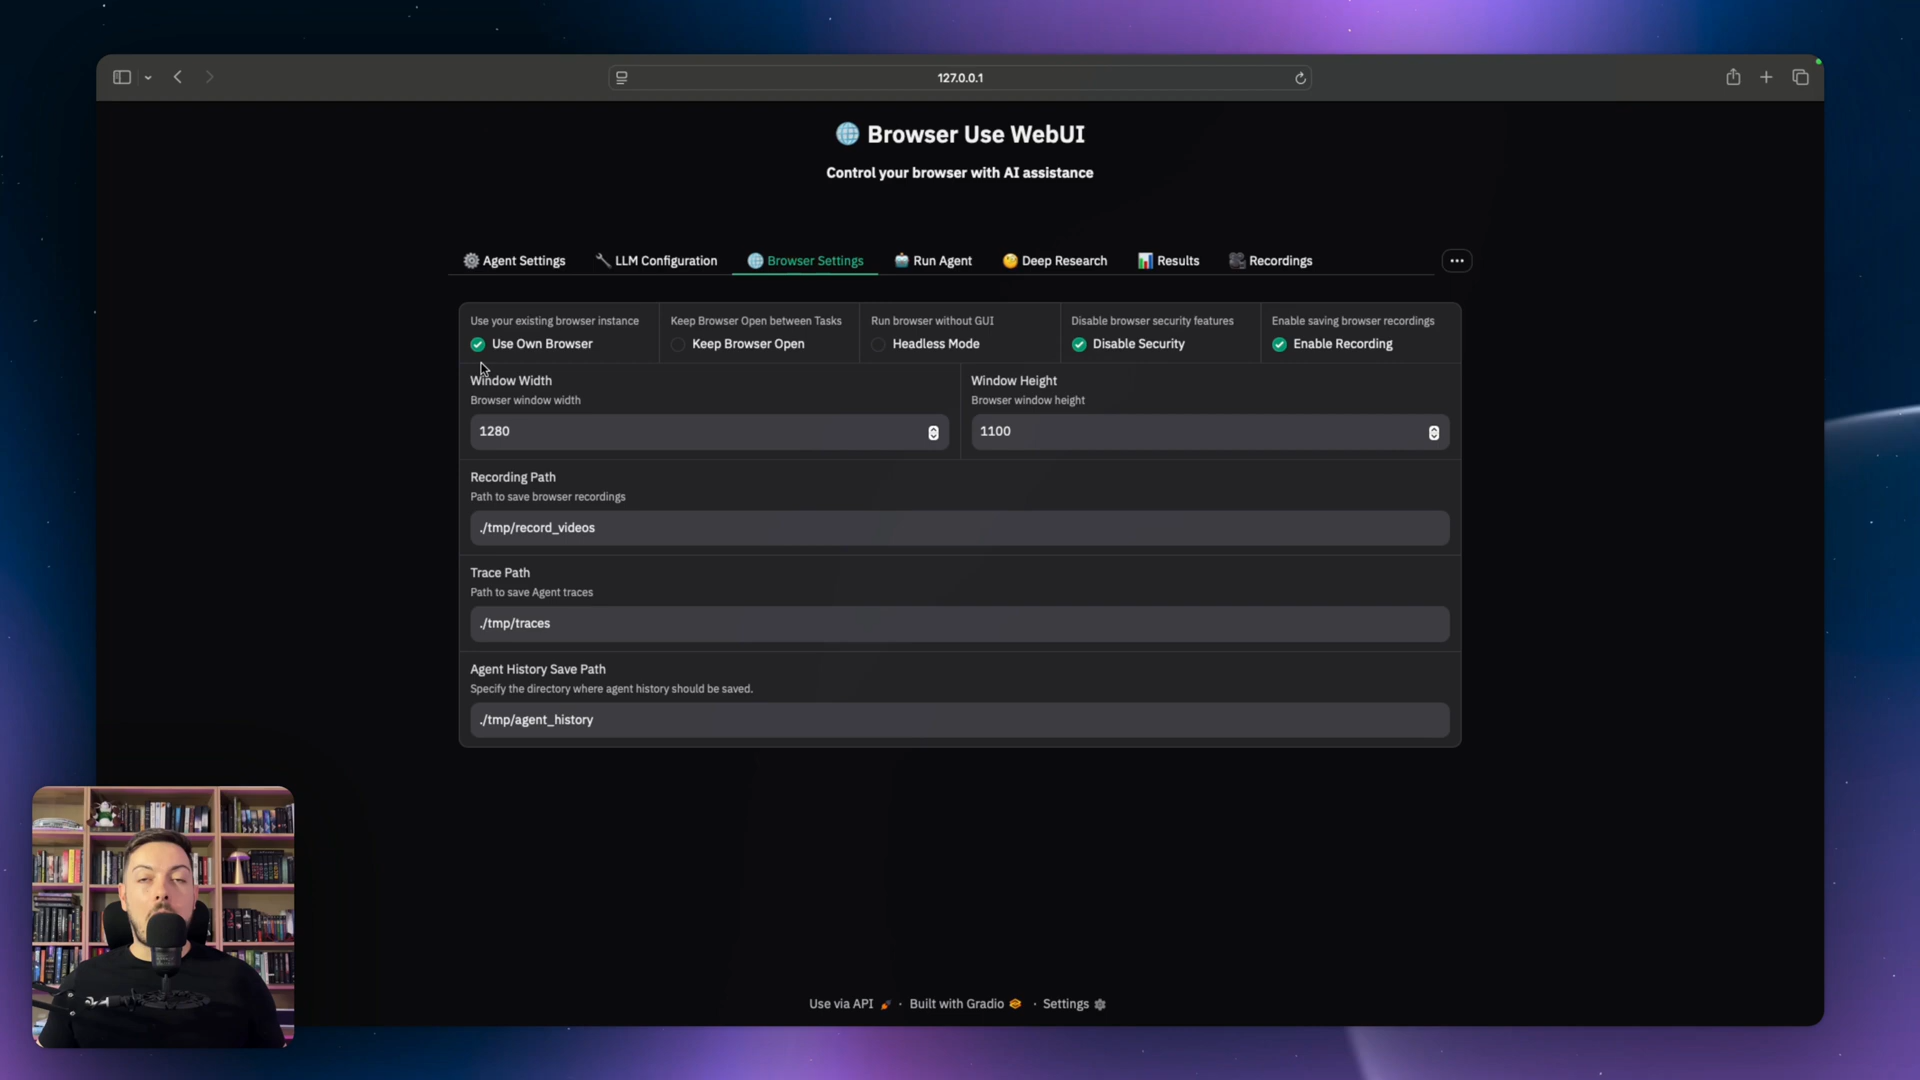 127.0.0.1
Browser Use WebUI
Control your browser with AI assistance
Agent Settings LLM Configuration Browser Settings Run Agent Deep Research Results Recordings
Use your existing browser instance Keep Browser Open between Tasks Run browser without GUI Disable browser security features Enable saving browser recordings
Use Own Browser Keep Browser Open Headless Mode Disable Security Enable Recording
Window Width Window Height
Browser window width Browser window height
1280 1100
Recording Path
Path to save browser recordings
./tmp/record_videos
Trace Path
Path to save Agent traces
./tmp/traces
Agent History Save Path
Specify the directory where agent history should be saved.
./tmp/agent_history
Use via API · Built with Gradio · Settings